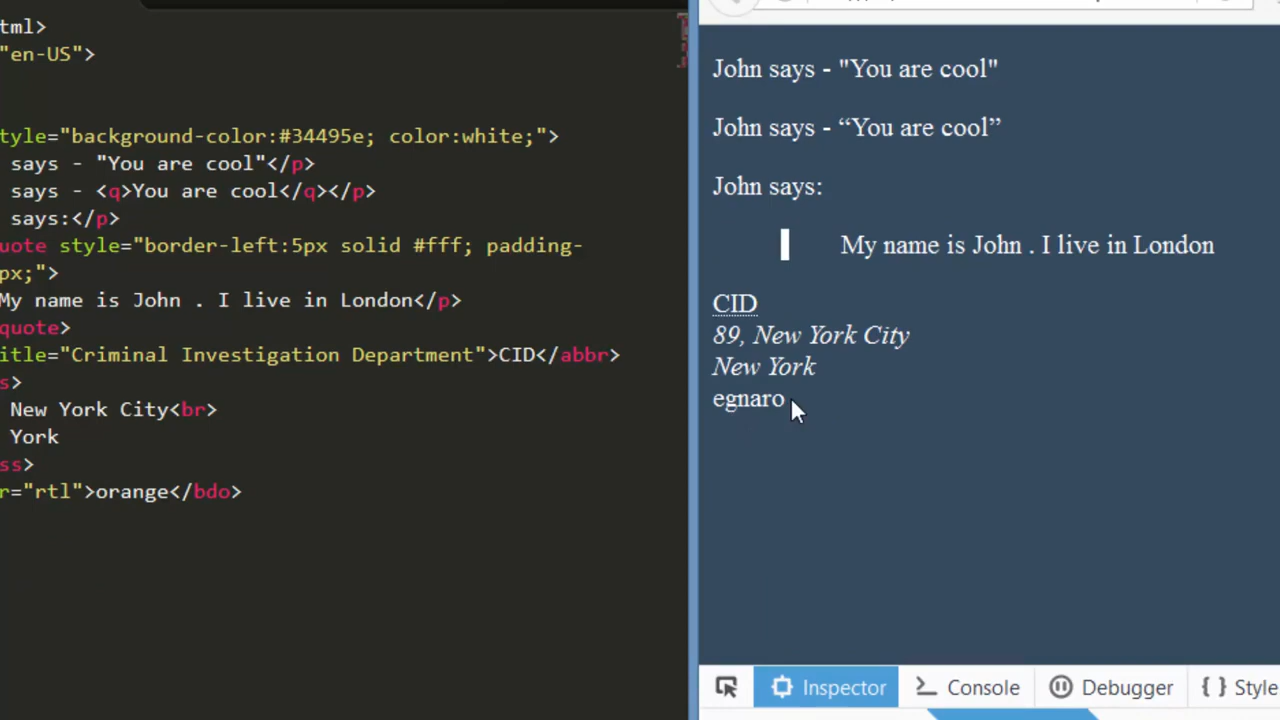 tml>
"en-US">
tyle="background-color:#34495e; color:white;">
says - "You are cool"</p>
says - <q>You are cool</q></p>
says:</p>
uote style="border-left:5px solid #fff; padding-
px;">
My name is John . I live in London</p>
quote>
itle="Criminal Investigation Department">CID</abbr>
s>
New York City<br>
York
ss>
r="rtl">orange</bdo>
John says - "You are cool"
John says - “You are cool”
John says:
My name is John . I live in London
CID
89, New York City
New York
egnaro
Inspector
Console
Debugger
{ } Style